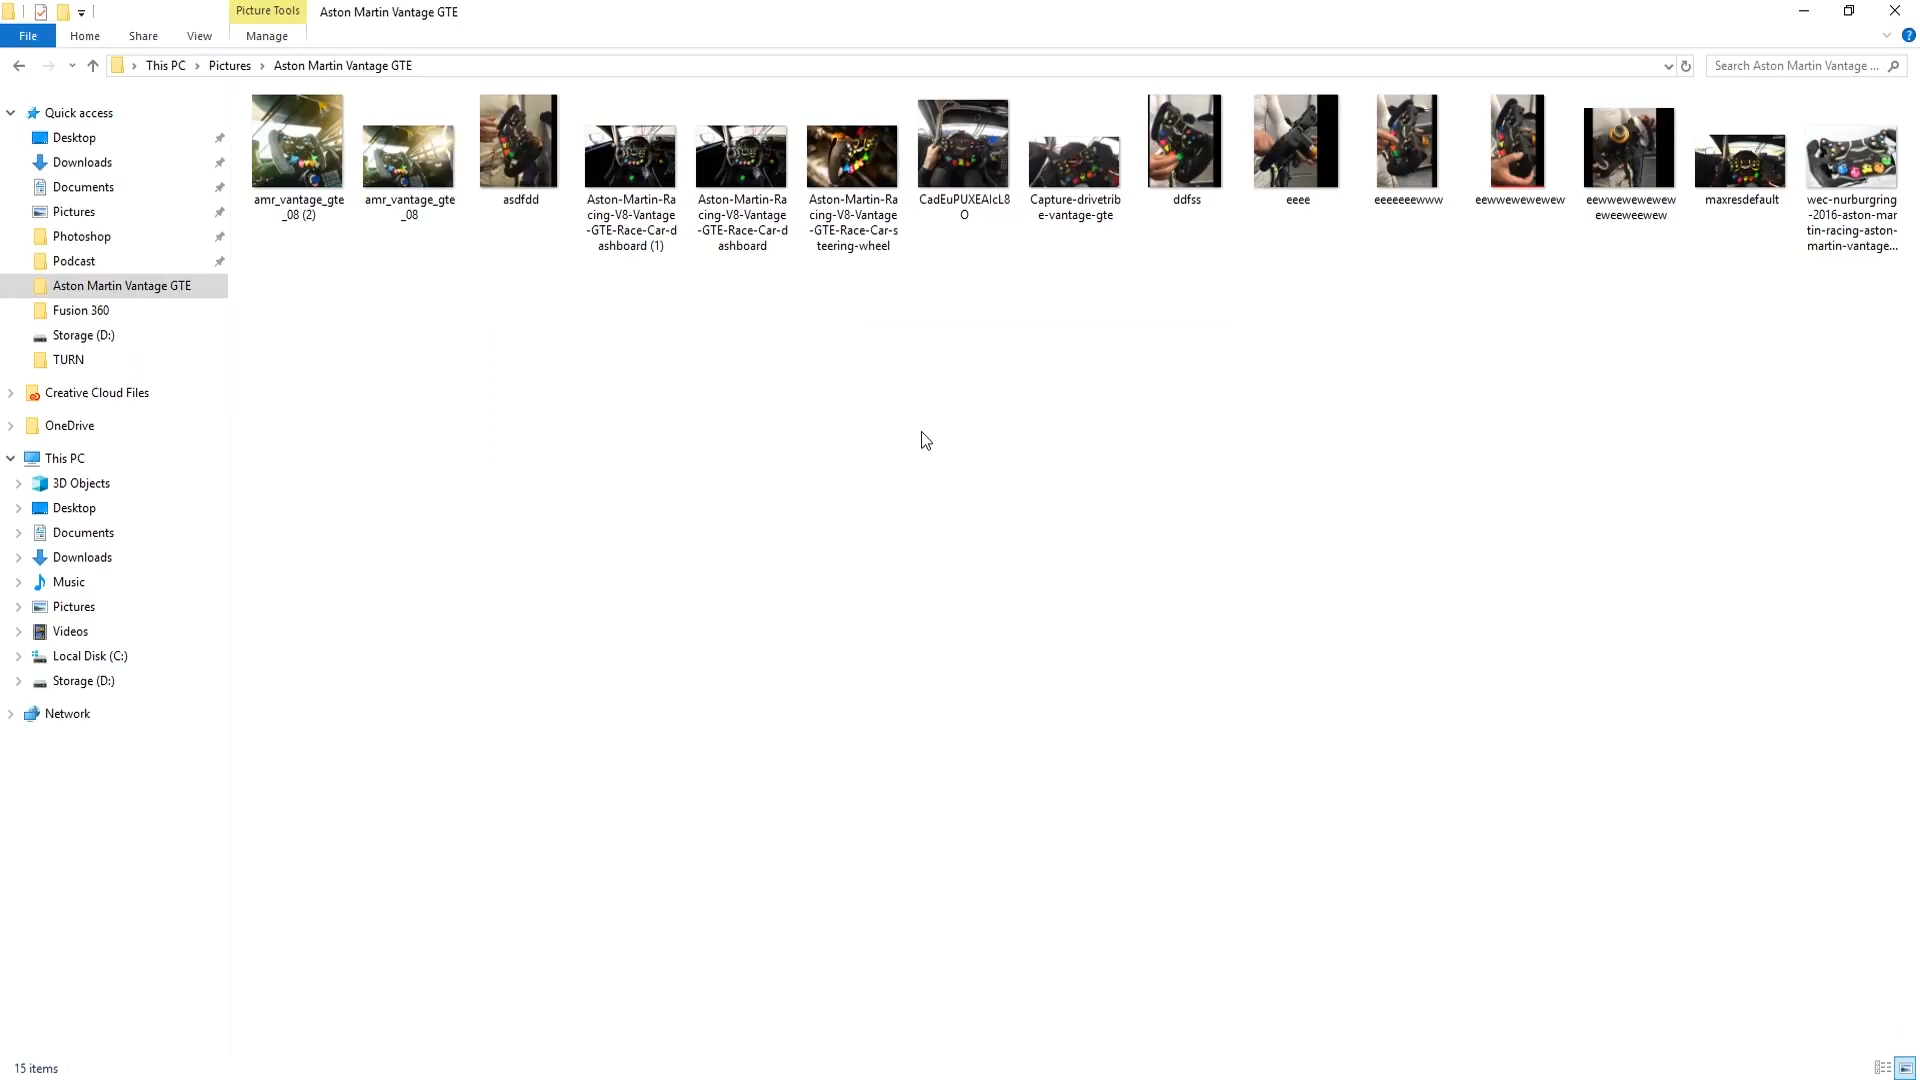 Picture Tools
Aston Martin Vantage GTE
File
Home
Share
View
Manage
This PC
Pictures
Aston Martin Vantage GTE
Search Aston Martin Vantage ...
Quick access
Desktop
Downloads
Documents
Pictures
Photoshop
Podcast
Aston Martin Vantage GTE
Fusion 360
Storage (D:)
TURN
Creative Cloud Files
OneDrive
This PC
3D Objects
Desktop
Documents
Downloads
Music
Pictures
Videos
Local Disk (C:)
Storage (D:)
Network
amr_vantage_gte
_08 (2)
amr_vantage_gte
_08
asdfdd
Aston-Martin-Ra
cing-V8-Vantage
-GTE-Race-Car-d
ashboard (1)
Aston-Martin-Ra
cing-V8-Vantage
-GTE-Race-Car-d
ashboard
Aston-Martin-Ra
cing-V8-Vantage
-GTE-Race-Car-s
teering-wheel
CadEuPUXEAIcL8
O
Capture-drivetrib
e-vantage-gte
ddfss
eeee
eeeeeeewww
eewwewewewew
eewwewewewew
eweeweewew
maxresdefault
wec-nurburgring
-2016-aston-mar
tin-racing-aston-
martin-vantage...
15 items